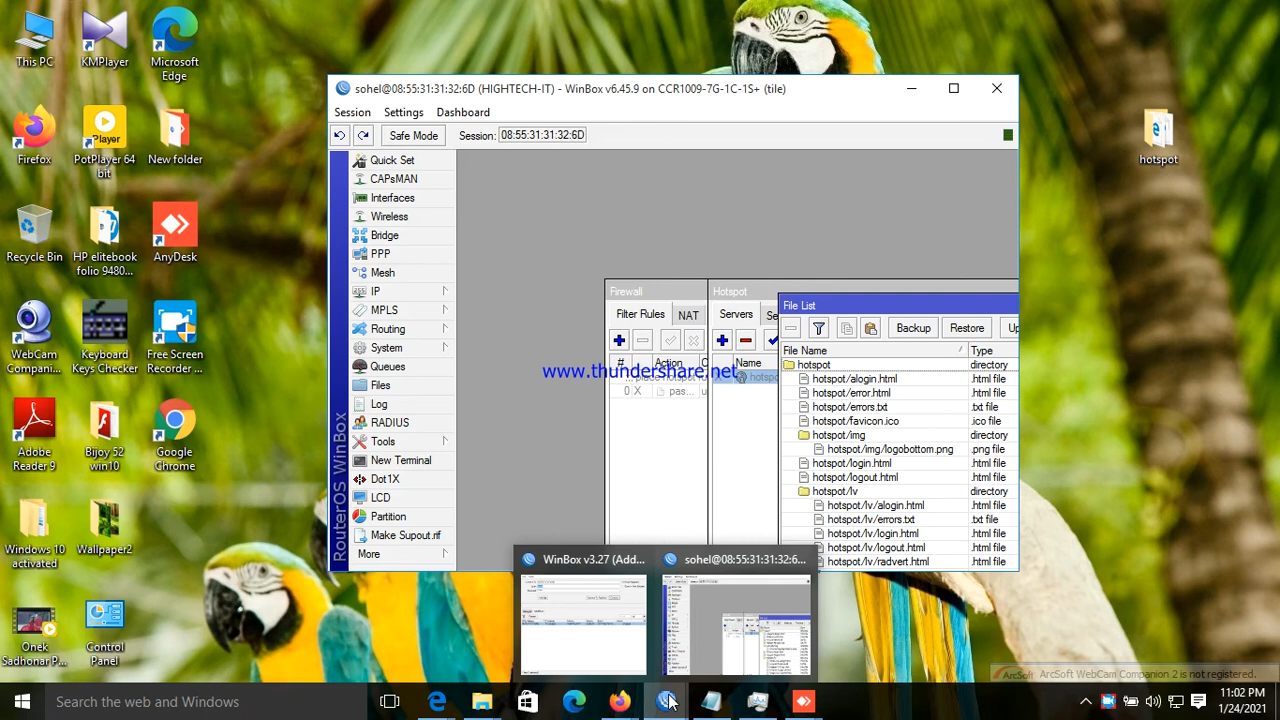 This PC
KMPlayer
Microsoft
Edge
Firefox
Player
PotPlayer 64
bit
New folder
Recycle Bin
HP elitebook
folio 9480...
AnyDesk
WebCam
Compani...
Keyboard
Keys Checker
Free Screen
Recorder ...
Adobe
Reader 9
Bijoy 52
win10
Google
Chrome
Windows 10
activated
Wallpaper2
Onek
Sadhonar P...
Control
Panel
hotspot
sohel@08:55:31:31:32:6D (HIGHTECH-IT) - WinBox v6.45.9 on CCR1009-7G-1C-1S+ (tile)
Session Settings Dashboard
Safe Mode Session: 08:55:31:31:32:6D
RouterOS WinBox
Quick Set
CAPsMAN
Interfaces
Wireless
Bridge
PPP
Mesh
IP
MPLS
Routing
System
Queues
Files
Log
RADIUS
Tools
New Terminal
Dot1X
LCD
Partition
Make Supout.rif
More
Firewall
Filter Rules NAT
# Action
0 X pas...
Hotspot
Servers
Name
File List
Backup Restore
File Name Type
hotspot directory
hotspot/alogin.html .html file
hotspot/error.html .html file
hotspot/errors.txt .txt file
hotspot/favicon.ico .ico file
hotspot/img directory
hotspot/img/logobottom.png .png file
hotspot/login.html .html file
hotspot/logout.html .html file
hotspot/lv directory
hotspot/lv/alogin.html .html file
hotspot/lv/errors.txt .txt file
hotspot/lv/login.html .html file
hotspot/lv/logout.html .html file
hotspot/lv/radvert.html .html file
www.thundershare.net
WinBox v3.27 (Add...
sohel@08:55:31:31:32:6...
ArcSoft WebCam Companion 2 is not registered.
Search the web and Windows
11:02 PM
1/24/2021